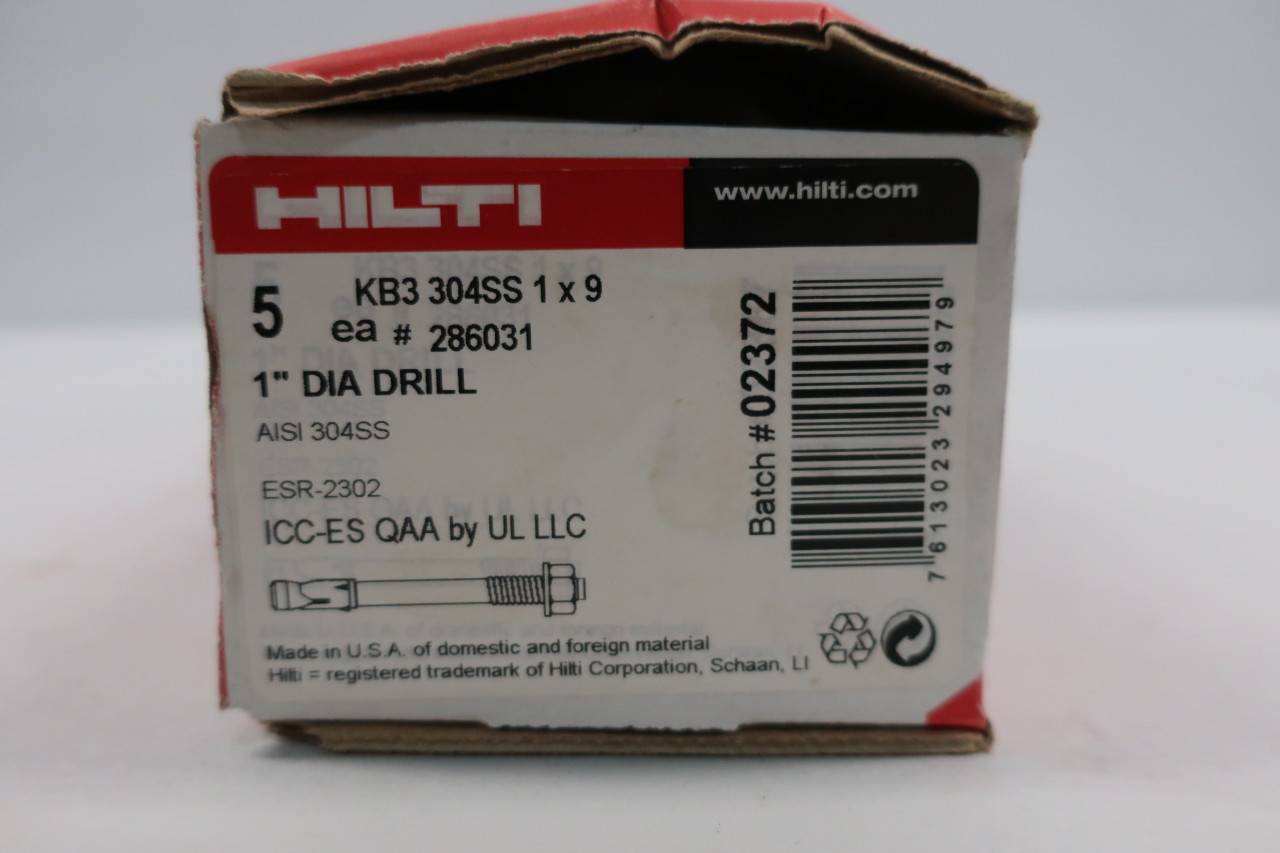 HILTI
www.hilti.com
5 KB3 304SS 1 x 9
ea # 286031
1" DIA DRILL
AISI 304SS
ESR-2302
ICC-ES QAA by UL LLC
Made in U.S.A. of domestic and foreign material
Hilti = registered trademark of Hilti Corporation, Schaan, LI
Batch # 02372
7 613023 294979